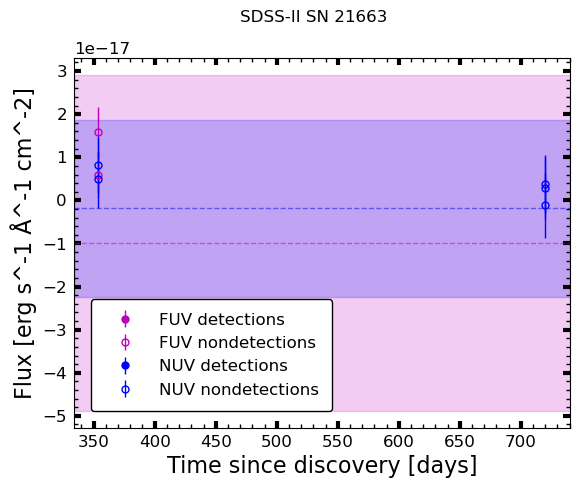 SDSS-II SN 21663
1e−17
3
2
1
0
−1
−2
−3
−4
−5
Flux [erg s^-1 Å^-1 cm^-2]
FUV detections
FUV nondetections
NUV detections
NUV nondetections
350 400 450 500 550 600 650 700
Time since discovery [days]